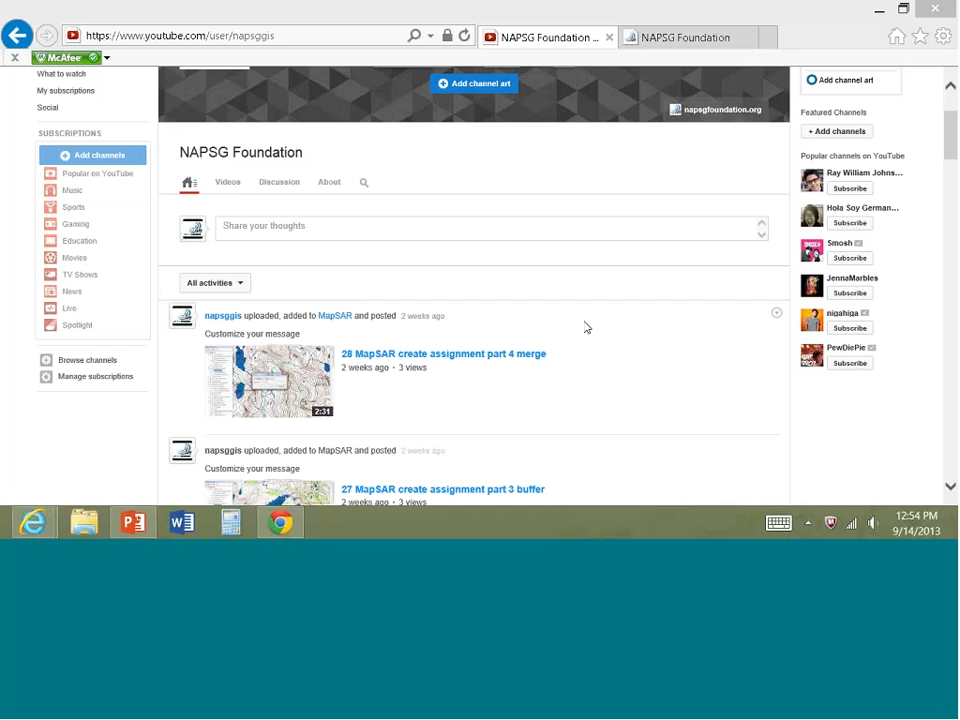 https://www.youtube.com/user/napsggis
NAPSG Foundation ...
NAPSG Foundation
x McAfee
What to watch
My subscriptions
Social
SUBSCRIPTIONS
Add channels
Popular on YouTube
Music
Sports
Gaming
Education
Movies
TV Shows
News
Live
Spotlight
Browse channels
Manage subscriptions
Add channel art
napsgfoundation.org
NAPSG Foundation
Videos Discussion About
Share your thoughts
All activities
napsggis uploaded, added to MapSAR and posted 2 weeks ago
Customize your message
28 MapSAR create assignment part 4 merge
2 weeks ago • 3 views
2:31
napsggis uploaded, added to MapSAR and posted 2 weeks ago
Customize your message
27 MapSAR create assignment part 3 buffer
2 weeks ago • 3 views
Add channel art
Featured Channels
+ Add channels
Popular channels on YouTube
Ray William Johns...
Subscribe
Hola Soy German...
Subscribe
Smosh
Subscribe
JennaMarbles
Subscribe
nigahiga
Subscribe
PewDiePie
Subscribe
12:54 PM
9/14/2013